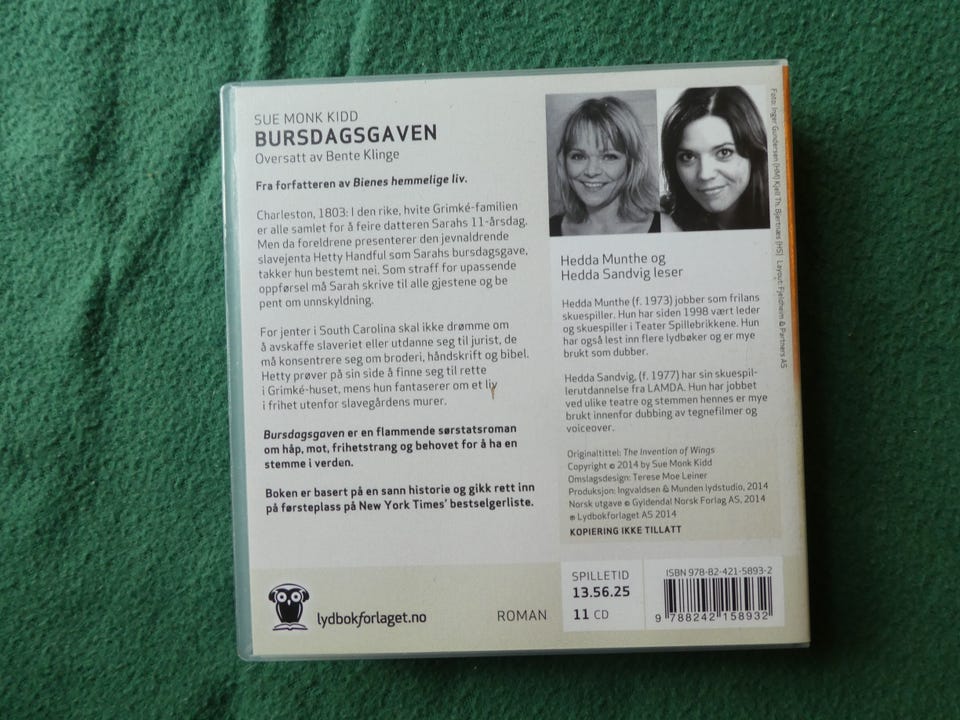 SUE MONK KIDD
BURSDAGSGAVEN
Oversatt av Bente Klinge
Fra forfatteren av Bienes hemmelige liv.
Charleston, 1803: I den rike, hvite Grimké-familien
er alle samlet for å feire datteren Sarahs 11-årsdag.
Men da foreldrene presenterer den jevnaldrende
slavejenta Hetty Handful som Sarahs bursdagsgave,
takker hun bestemt nei. Som straff for upassende
oppførsel må Sarah skrive til alle gjestene og be
pent om unnskyldning.
For jenter i South Carolina skal ikke drømme om
å avskaffe slaveriet eller utdanne seg til jurist, de
må konsentrere seg om broderi, håndskrift og bibel.
Hetty prøver på sin side å finne seg til rette
i Grimké-huset, mens hun fantaserer om et liv
i frihet utenfor slavegårdens murer.
Bursdagsgaven er en flammende sørstatsroman
om håp, mot, frihetstrang og behovet for å ha en
stemme i verden.
Boken er basert på en sann historie og gikk rett inn
på førsteplass på New York Times' bestselgerliste.
lydbokforlaget.no
ROMAN
Foto: Inger Gundersen (HM) Kjell Th. Bjertnæs (HS) Layout: Fjeldheim & Partners AS
Hedda Munthe og
Hedda Sandvig leser
Hedda Munthe (f. 1973) jobber som frilans
skuespiller. Hun har siden 1998 vært leder
og skuespiller i Teater Spillebrikkene. Hun
har også lest inn flere lydbøker og er mye
brukt som dubber.
Hedda Sandvig, (f. 1977) har sin skuespil-
lerutdannelse fra LAMDA. Hun har jobbet
ved ulike teatre og stemmen hennes er mye
brukt innenfor dubbing av tegnefilmer og
voiceover.
Originaltittel: The Invention of Wings
Copyright © 2014 by Sue Monk Kidd
Omslagsdesign: Terese Moe Leiner
Produksjon: Ingvaldsen & Munden lydstudio, 2014
Norsk utgave © Gyldendal Norsk Forlag AS, 2014
℗ Lydbokforlaget AS 2014
KOPIERING IKKE TILLATT
SPILLETID
13.56.25
11 CD
ISBN 978-82-421-5893-2
9 788242 158932